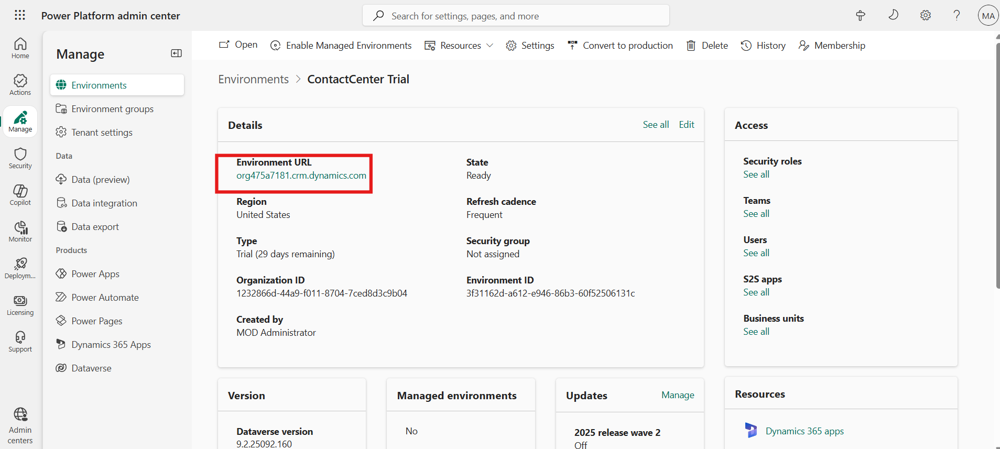 Power Platform admin center
Search for settings, pages, and more
MA
Home
Actions
Manage
Security
Copilot
Monitor
Deploym...
Licensing
Support
Admin
centers
Manage
Environments
Environment groups
Tenant settings
Data
Data (preview)
Data integration
Data export
Products
Power Apps
Power Automate
Power Pages
Dynamics 365 Apps
Dataverse
Open
Enable Managed Environments
Resources
Settings
Convert to production
Delete
History
Membership
Environments > ContactCenter Trial
Details
See all
Edit
Environment URL
org475a7181.crm.dynamics.com
State
Ready
Region
United States
Refresh cadence
Frequent
Type
Trial (29 days remaining)
Security group
Not assigned
Organization ID
1232866d-44a9-f011-8704-7ced8d3c9b04
Environment ID
3f31162d-a612-e946-86b3-60f52506131c
Created by
MOD Administrator
Access
Security roles
See all
Teams
See all
Users
See all
S2S apps
See all
Business units
See all
Version
Dataverse version
9.2.25092.160
Managed environments
No
Updates
Manage
2025 release wave 2
Off
Resources
Dynamics 365 apps